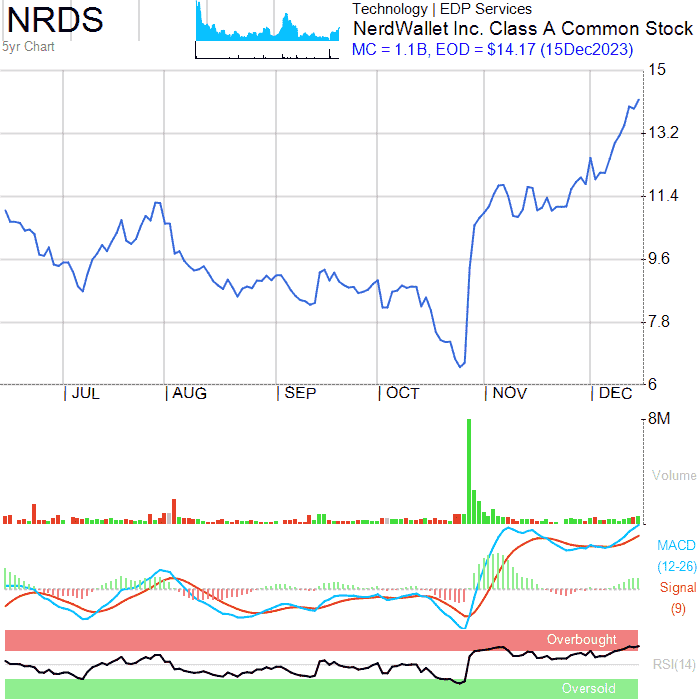 NRDS
5yr Chart
Technology | EDP Services
NerdWallet Inc. Class A Common Stock
MC = 1.1B, EOD = $14.17 (15Dec2023)
15
13.2
11.4
9.6
7.8
6
| JUL | AUG | SEP | OCT | NOV | DEC
8M
Volume
MACD
(12-26)
Signal
(9)
Overbought
RSI(14)
Oversold